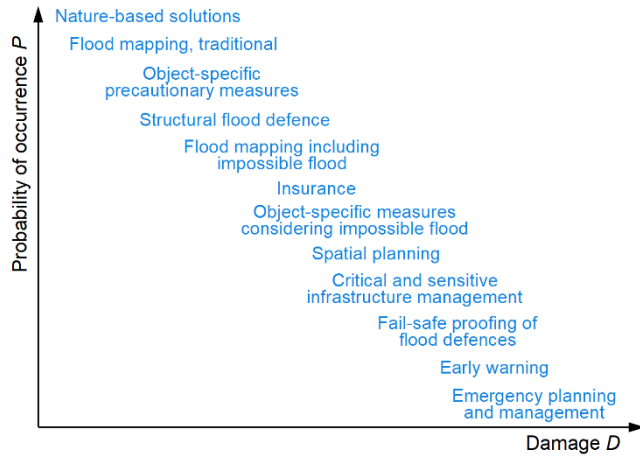 Nature-based solutions
Flood mapping, traditional
Object-specific
precautionary measures
Structural flood defence
Flood mapping including
impossible flood
Insurance
Object-specific measures
considering impossible flood
Spatial planning
Critical and sensitive
infrastructure management
Fail-safe proofing of
flood defences
Early warning
Emergency planning
and management
Probability of occurrence P
Damage D